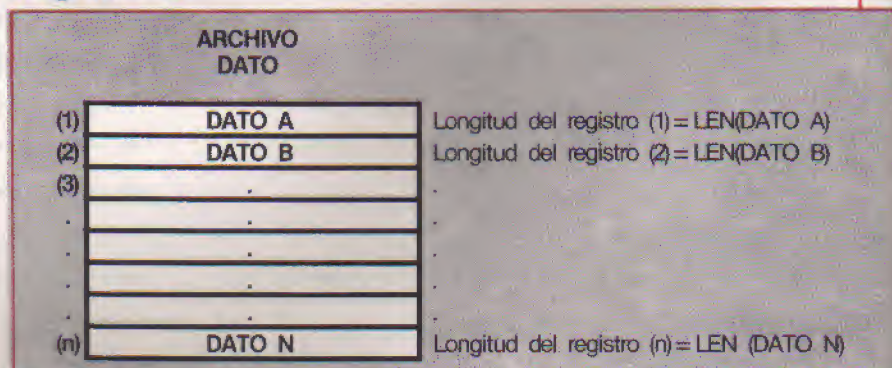 ARCHIVO
DATO
(1) DATO A Longitud del registro (1)=LEN(DATO A)
(2) DATO B Longitud del registro (2)=LEN(DATO B)
(3) . .
. . .
. . .
. . .
. . .
(n) DATO N Longitud del registro (n)=LEN (DATO N)